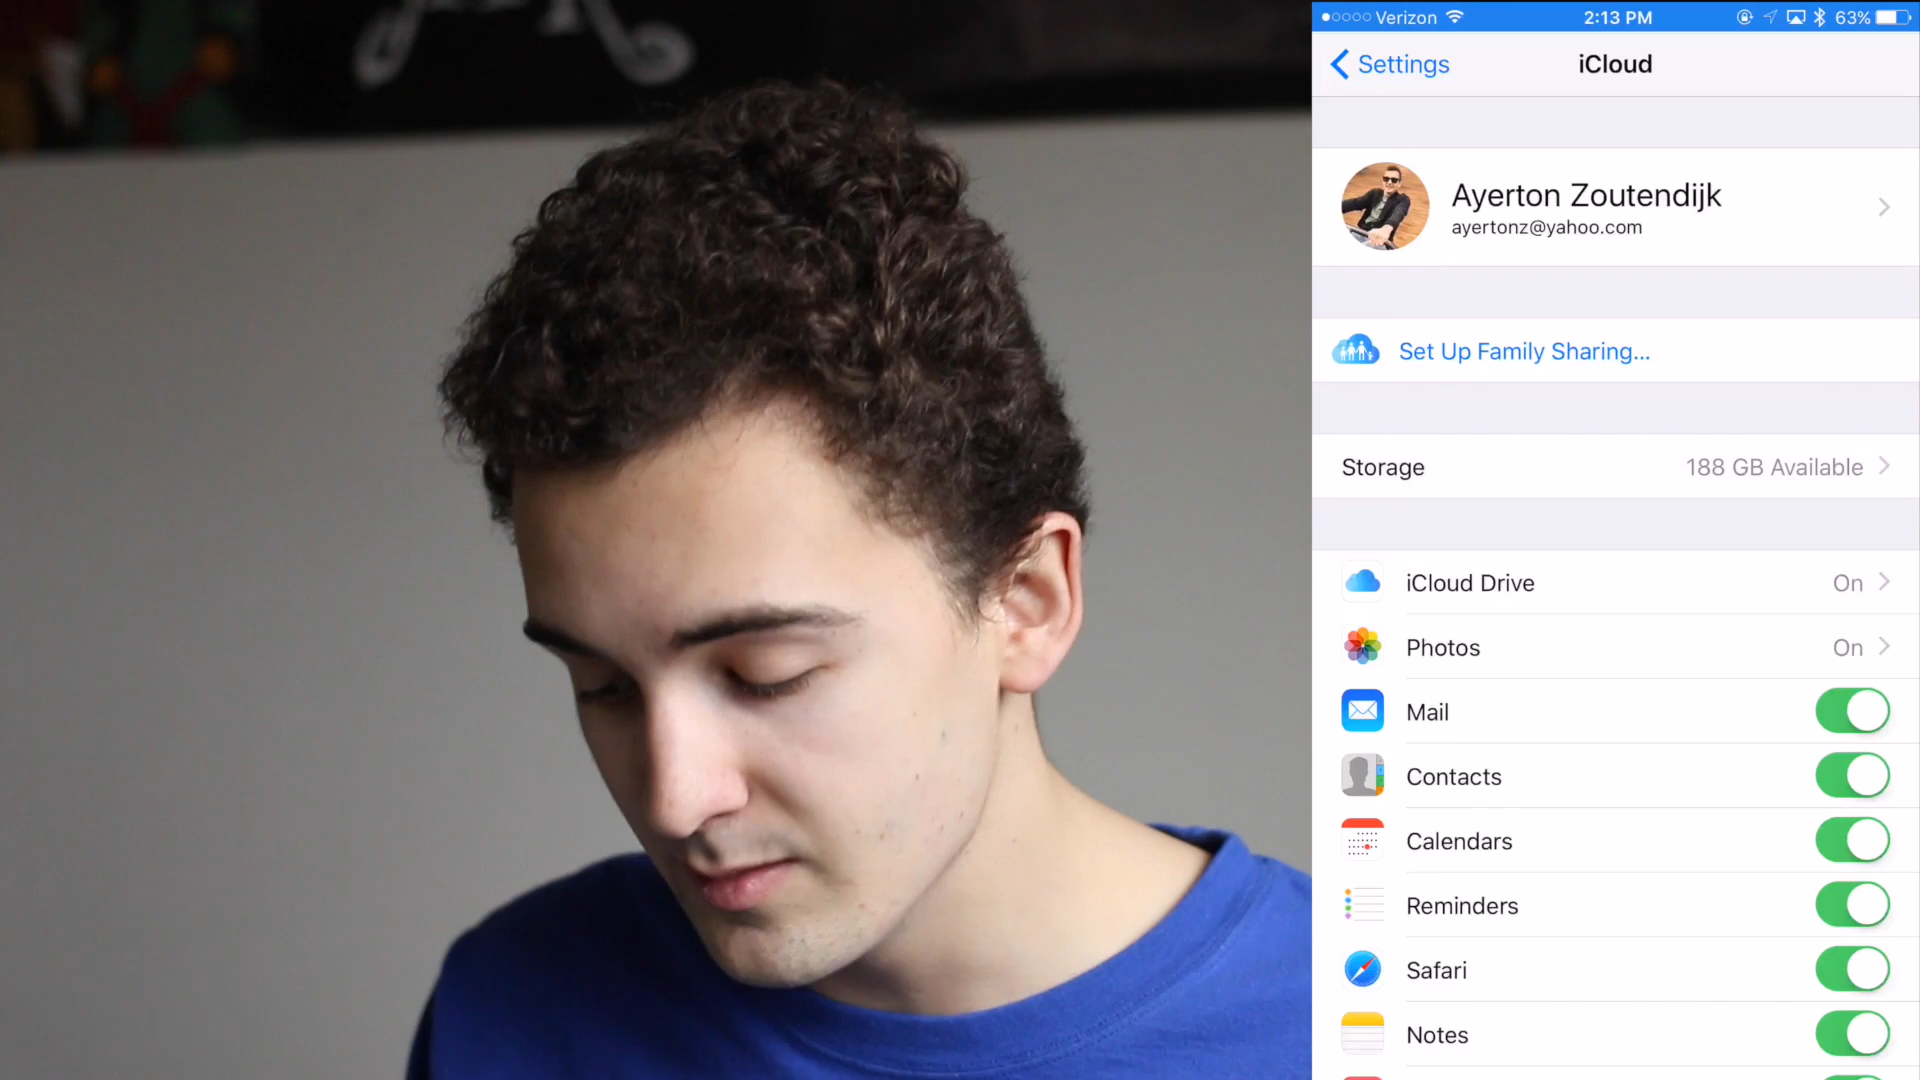 Verizon 2:13 PM 63%
Settings iCloud
Ayerton Zoutendijk
ayertonz@yahoo.com
Set Up Family Sharing...
Storage 188 GB Available
iCloud Drive On
Photos On
Mail
Contacts
Calendars
Reminders
Safari
Notes